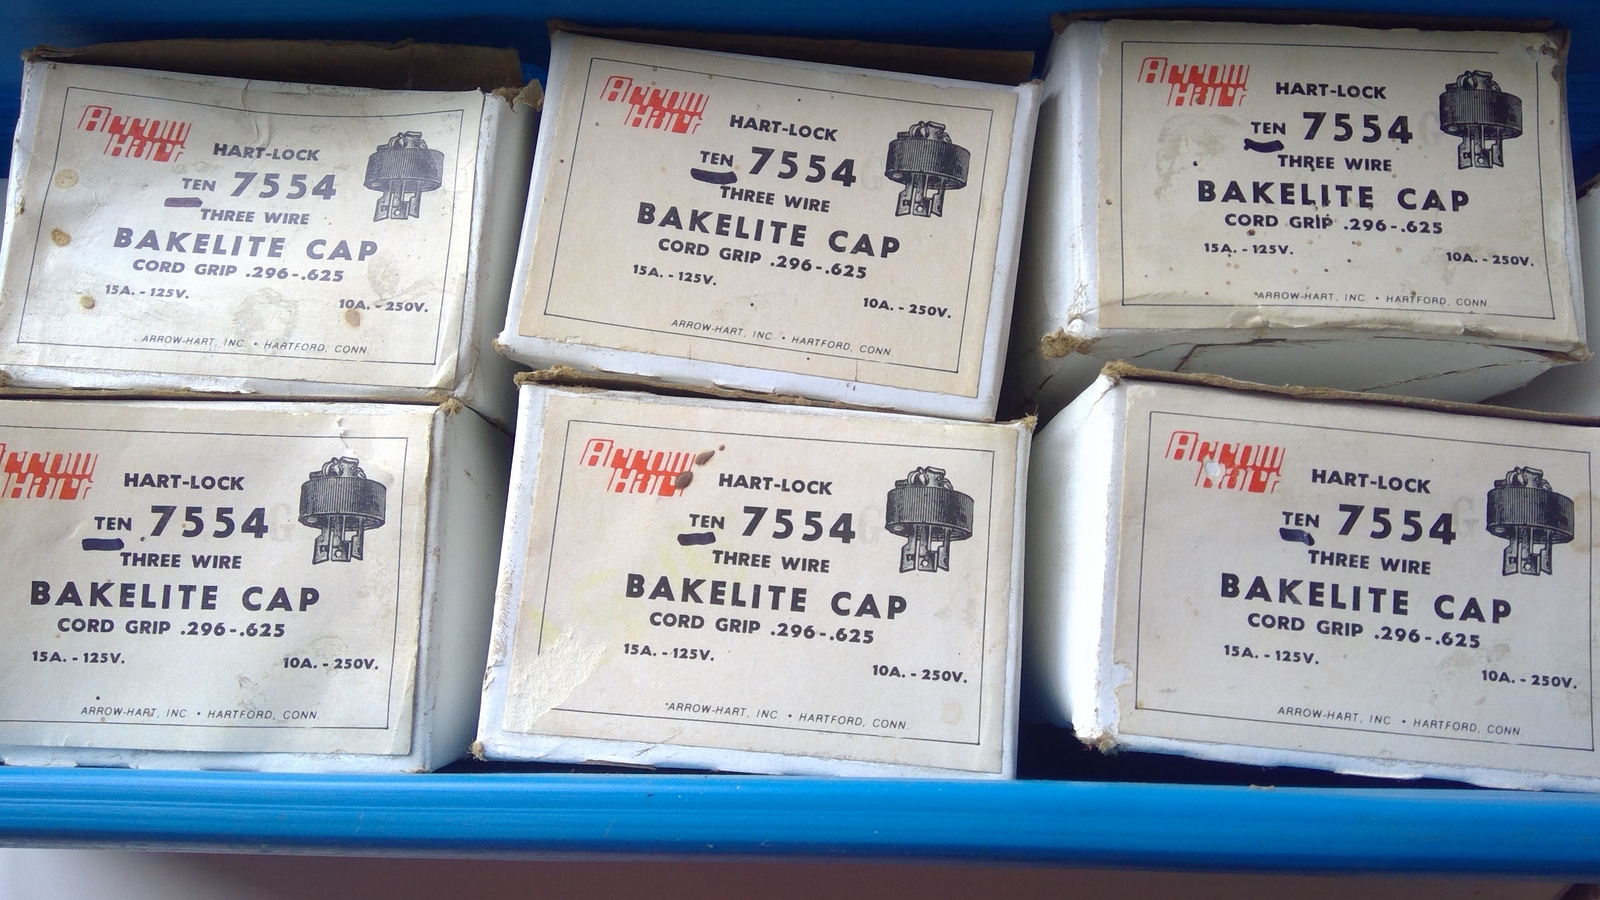 Arrow
Hart
HART-LOCK
TEN 7554
THREE WIRE
BAKELITE CAP
CORD GRIP .296-.625
15A. - 125V.
10A. - 250V.
ARROW-HART, INC. • HARTFORD, CONN.
Arrow
Hart
HART-LOCK
TEN 7554
THREE WIRE
BAKELITE CAP
CORD GRIP .296-.625
15A. - 125V.
10A. - 250V.
ARROW-HART, INC. • HARTFORD, CONN.
Arrow
Hart
HART-LOCK
TEN 7554
THREE WIRE
BAKELITE CAP
CORD GRIP .296-.625
15A. - 125V.
10A. - 250V.
ARROW-HART, INC. • HARTFORD, CONN.
Arrow
Hart
HART-LOCK
TEN 7554
THREE WIRE
BAKELITE CAP
CORD GRIP .296-.625
15A. - 125V.
10A. - 250V.
ARROW-HART, INC. • HARTFORD, CONN.
Arrow
Hart
HART-LOCK
TEN 7554
THREE WIRE
BAKELITE CAP
CORD GRIP .296-.625
15A. - 125V.
10A. - 250V.
ARROW-HART, INC. • HARTFORD, CONN.
Arrow
Hart
HART-LOCK
TEN 7554
THREE WIRE
BAKELITE CAP
CORD GRIP .296-.625
15A. - 125V.
10A. - 250V.
ARROW-HART, INC. • HARTFORD, CONN.